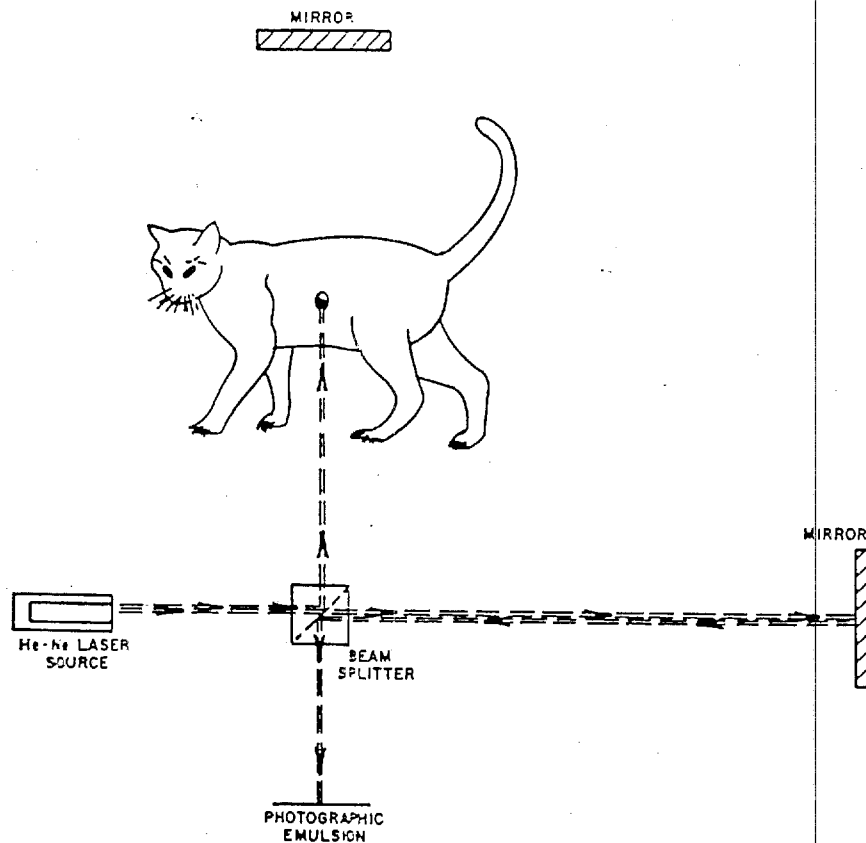 MIRROR
MIRROR
He-Ne LASER
SOURCE
BEAM
SPLITTER
PHOTOGRAPHIC
EMULSION